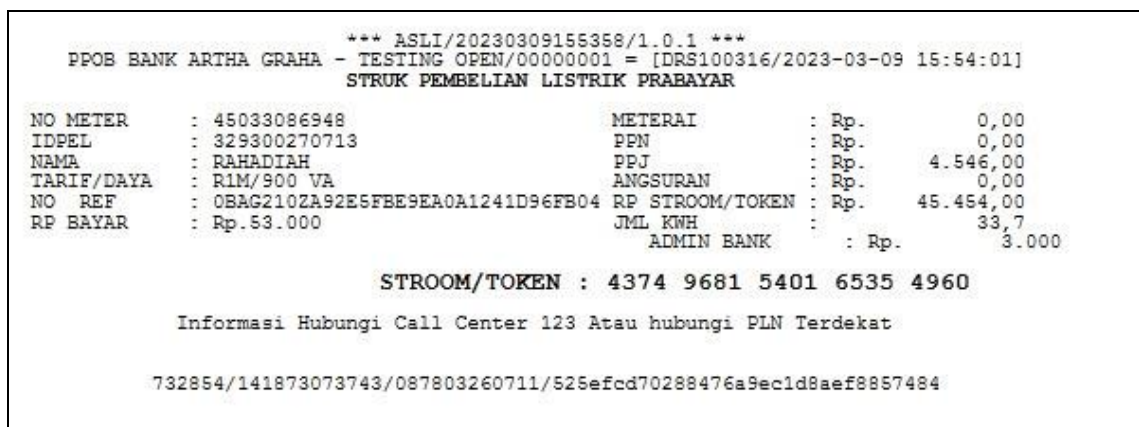 *** ASLI/20230309155358/1.0.1 ***
PPOB BANK ARTHA GRAHA - TESTING OPEN/00000001 = [DRS100316/2023-03-09 15:54:01]
STRUK PEMBELIAN LISTRIK PRABAYAR
NO METER : 45033086948 METERAI : Rp. 0,00
IDPEL : 329300270713 PPN : Rp. 0,00
NAMA : RAHADIAH PPJ : Rp. 4.546,00
TARIF/DAYA : R1M/900 VA ANGSURAN : Rp. 0,00
NO REF : 0BAG210ZA92E5FBE9EA0A1241D96FB04 RP STROOM/TOKEN : Rp. 45.454,00
RP BAYAR : Rp.53.000 JML KWH : 33,7
ADMIN BANK : Rp. 3.000
STROOM/TOKEN : 4374 9681 5401 6535 4960
Informasi Hubungi Call Center 123 Atau hubungi PLN Terdekat
732854/141873073743/087803260711/525efcd70288476a9ec1d8aef8857484